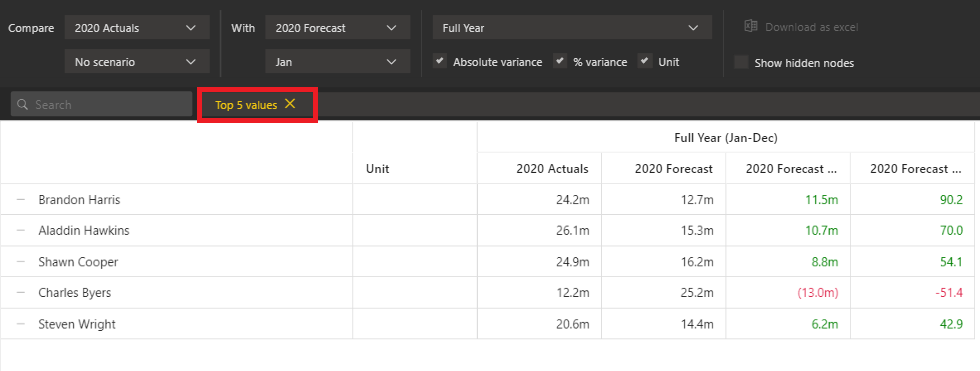 Compare 2020 Actuals With 2020 Forecast Full Year Download as excel
No scenario Jan Absolute variance % variance Unit Show hidden nodes
Search Top 5 values
Full Year (Jan-Dec)
Unit 2020 Actuals 2020 Forecast 2020 Forecast ... 2020 Forecast ...
Brandon Harris 24.2m 12.7m 11.5m 90.2
Aladdin Hawkins 26.1m 15.3m 10.7m 70.0
Shawn Cooper 24.9m 16.2m 8.8m 54.1
Charles Byers 12.2m 25.2m (13.0m) -51.4
Steven Wright 20.6m 14.4m 6.2m 42.9